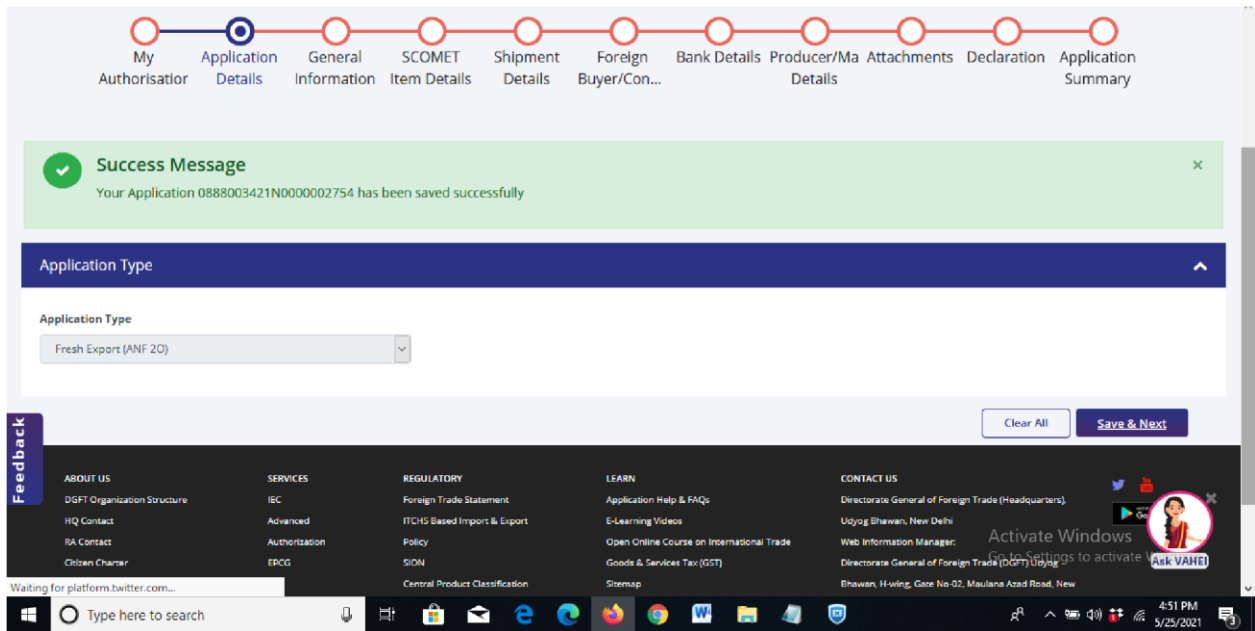 My Authorisatior
Application Details
General Information
SCOMET Item Details
Shipment Details
Foreign Buyer/Con...
Bank Details
Producer/Ma Details
Attachments
Declaration
Application Summary
Success Message
×
Your Application 0888003421N0000002754 has been saved successfully
Application Type
Application Type
Fresh Export (ANF 2O)
Clear All
Save & Next
Feedback
ABOUT US
DGFT Organization Structure
HQ Contact
RA Contact
Citizen Charter
SERVICES
IEC
Advanced
Authorization
EPCG
REGULATORY
Foreign Trade Statement
ITCHS Based Import & Export
Policy
SION
Central Product Classification
LEARN
Application Help & FAQs
E-Learning Videos
Open Online Course on International Trade
Goods & Services Tax (GST)
Sitemap
CONTACT US
Directorate General of Foreign Trade (Headquarters),
Udyog Bhawan, New Delhi
Web Information Manager:
Directorate General of Foreign Trade (DGFT) Udyog
Bhawan, H-wing, Gate No-02, Maulana Azad Road, New
Activate Windows
Go to Settings to activate
Ask VAHEI
Waiting for platform.twitter.com...
Type here to search
4:51 PM
5/25/2021
3